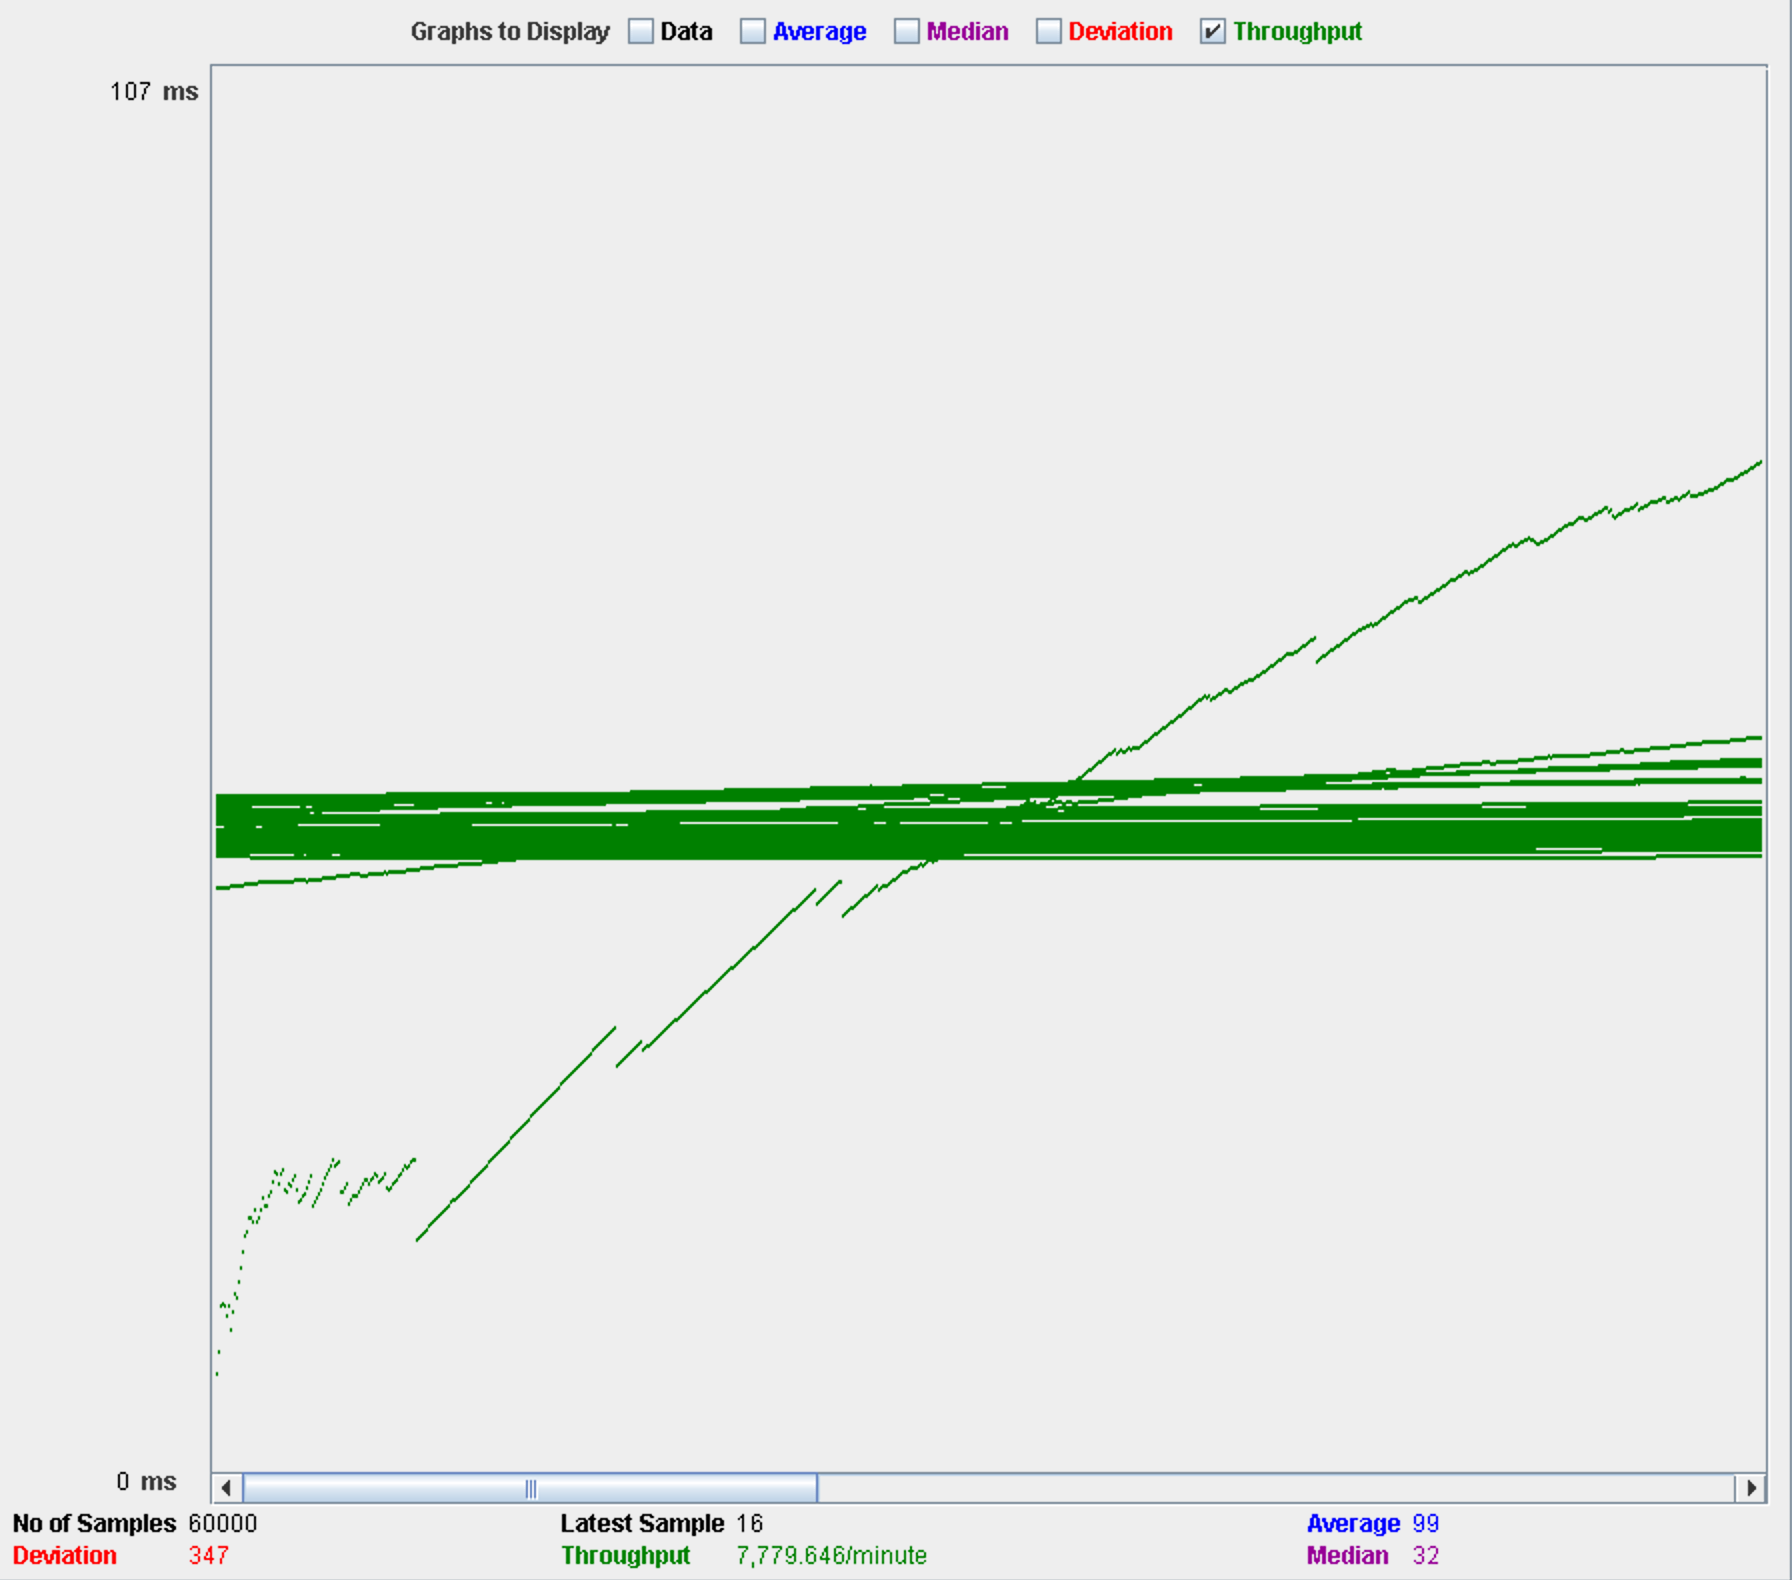 Graphs to Display Data Average Median Deviation Throughput
107 ms
0 ms
No of Samples 60000 Latest Sample 16 Average 99
Deviation 347 Throughput 7,779.646/minute Median 32